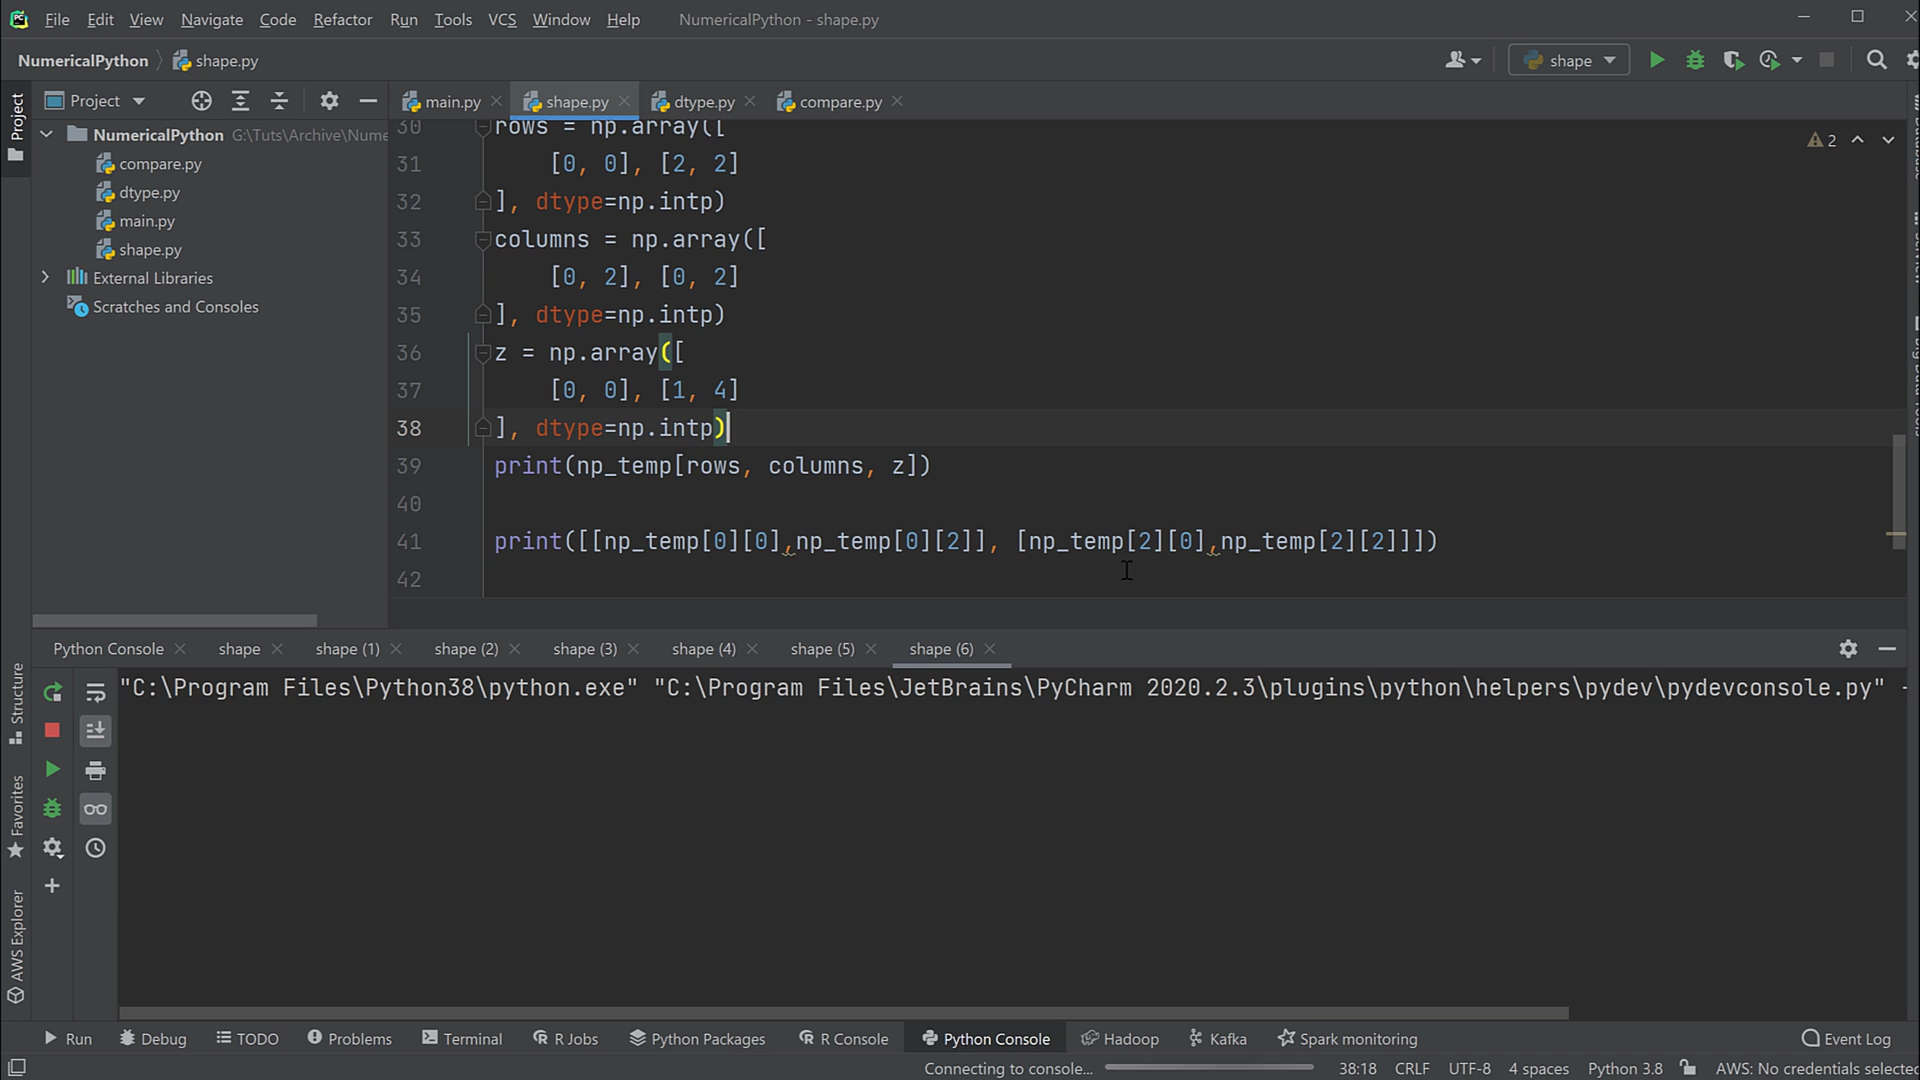 File Edit View Navigate Code Refactor Run Tools VCS Window Help NumericalPython - shape.py
NumericalPython shape.py shape
Project Project main.py shape.py dtype.py compare.py
NumericalPython G:\Tuts\Archive\Nume
compare.py
dtype.py
main.py
shape.py
External Libraries
Scratches and Consoles
2
30 rows = np.array([
31 [0, 0], [2, 2]
32 ], dtype=np.intp)
33 columns = np.array([
34 [0, 2], [0, 2]
35 ], dtype=np.intp)
36 z = np.array([
37 [0, 0], [1, 4]
38 ], dtype=np.intp)
39 print(np_temp[rows, columns, z])
40
41 print([[np_temp[0][0],np_temp[0][2]], [np_temp[2][0],np_temp[2][2]]])
42
Python Console shape shape (1) shape (2) shape (3) shape (4) shape (5) shape (6)
"C:\Program Files\Python38\python.exe" "C:\Program Files\JetBrains\PyCharm 2020.2.3\plugins\python\helpers\pydev\pydevconsole.py" -
Structure
Favorites
AWS Explorer
Run Debug TODO Problems Terminal R Jobs Python Packages R Console Python Console Hadoop Kafka Spark monitoring Event Log
Connecting to console... 38:18 CRLF UTF-8 4 spaces Python 3.8 AWS: No credentials selected